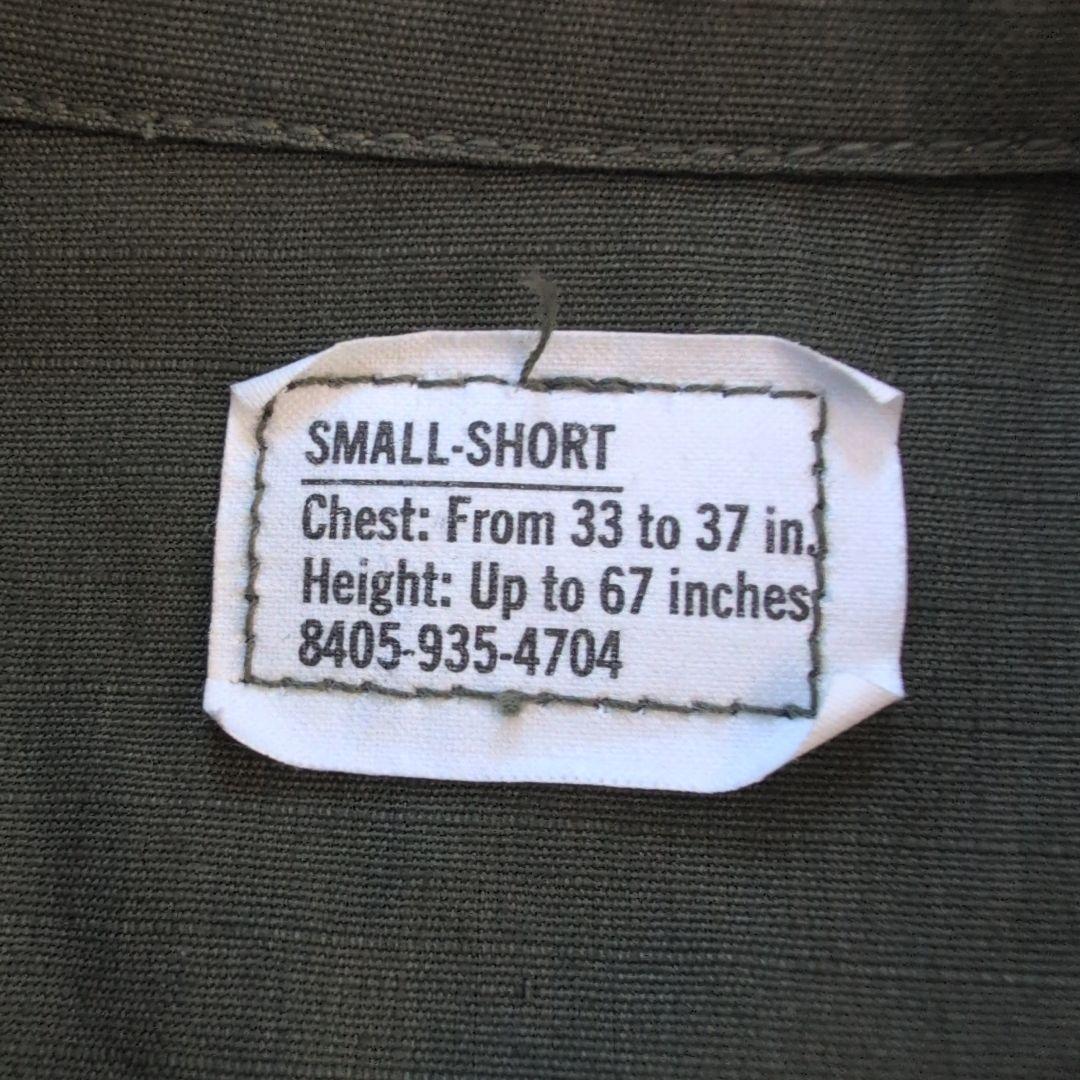 SMALL-SHORT
Chest: From 33 to 37 in.
Height: Up to 67 inches
8405-935-4704